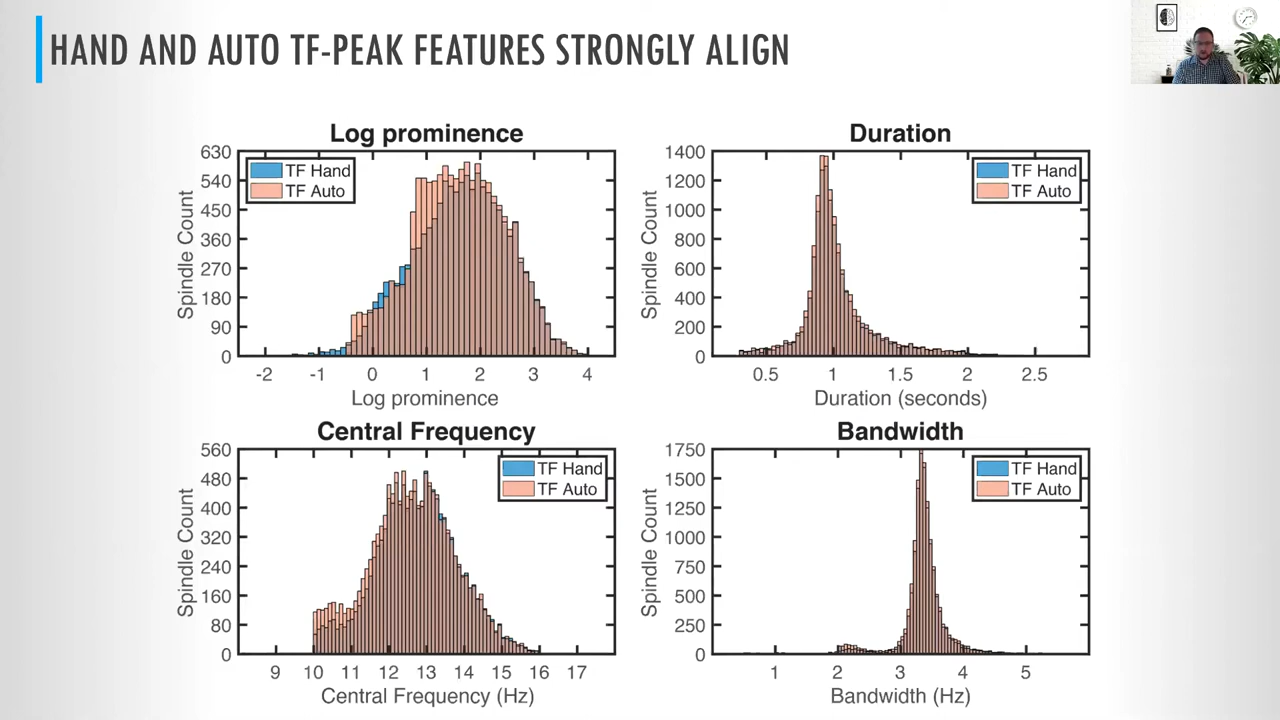 HAND AND AUTO TF-PEAK FEATURES STRONGLY ALIGN
Log prominence
630
540
450
360
270
180
90
0
Spindle Count
TF Hand
TF Auto
-2 -1 0 1 2 3 4
Log prominence
Duration
1400
1200
1000
800
600
400
200
0
Spindle Count
TF Hand
TF Auto
0.5 1 1.5 2 2.5
Duration (seconds)
Central Frequency
560
480
400
320
240
160
80
0
Spindle Count
TF Hand
TF Auto
9 10 11 12 13 14 15 16 17
Central Frequency (Hz)
Bandwidth
1750
1500
1250
1000
750
500
250
0
Spindle Count
TF Hand
TF Auto
1 2 3 4 5
Bandwidth (Hz)